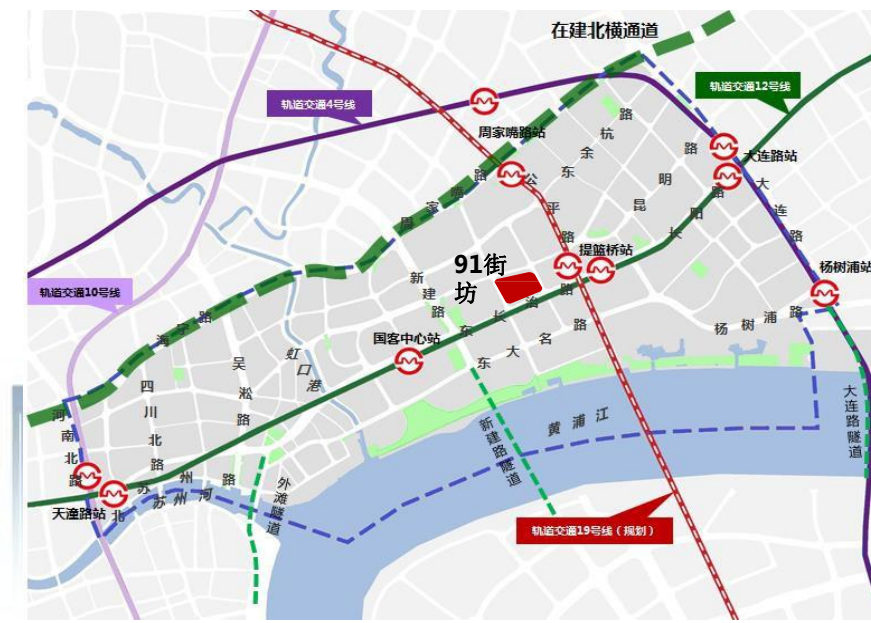 在建北横通道
轨道交通4号线
轨道交通12号线
周家嘴路站
大连路站
余杭路
东
昆明路
长阳路
大连路
周家嘴路
公平路
提篮桥站
杨树浦站
91街
坊
轨道交通10号线
新建路
海宁路
东长治路
东大名路
杨树浦路
国客中心站
虹口港
吴淞路
四川北路
河南北路
黄浦江
新建路隧道
大连路隧道
外滩隧道
北苏州路
苏州河
天潼路站
轨道交通19号线（规划）